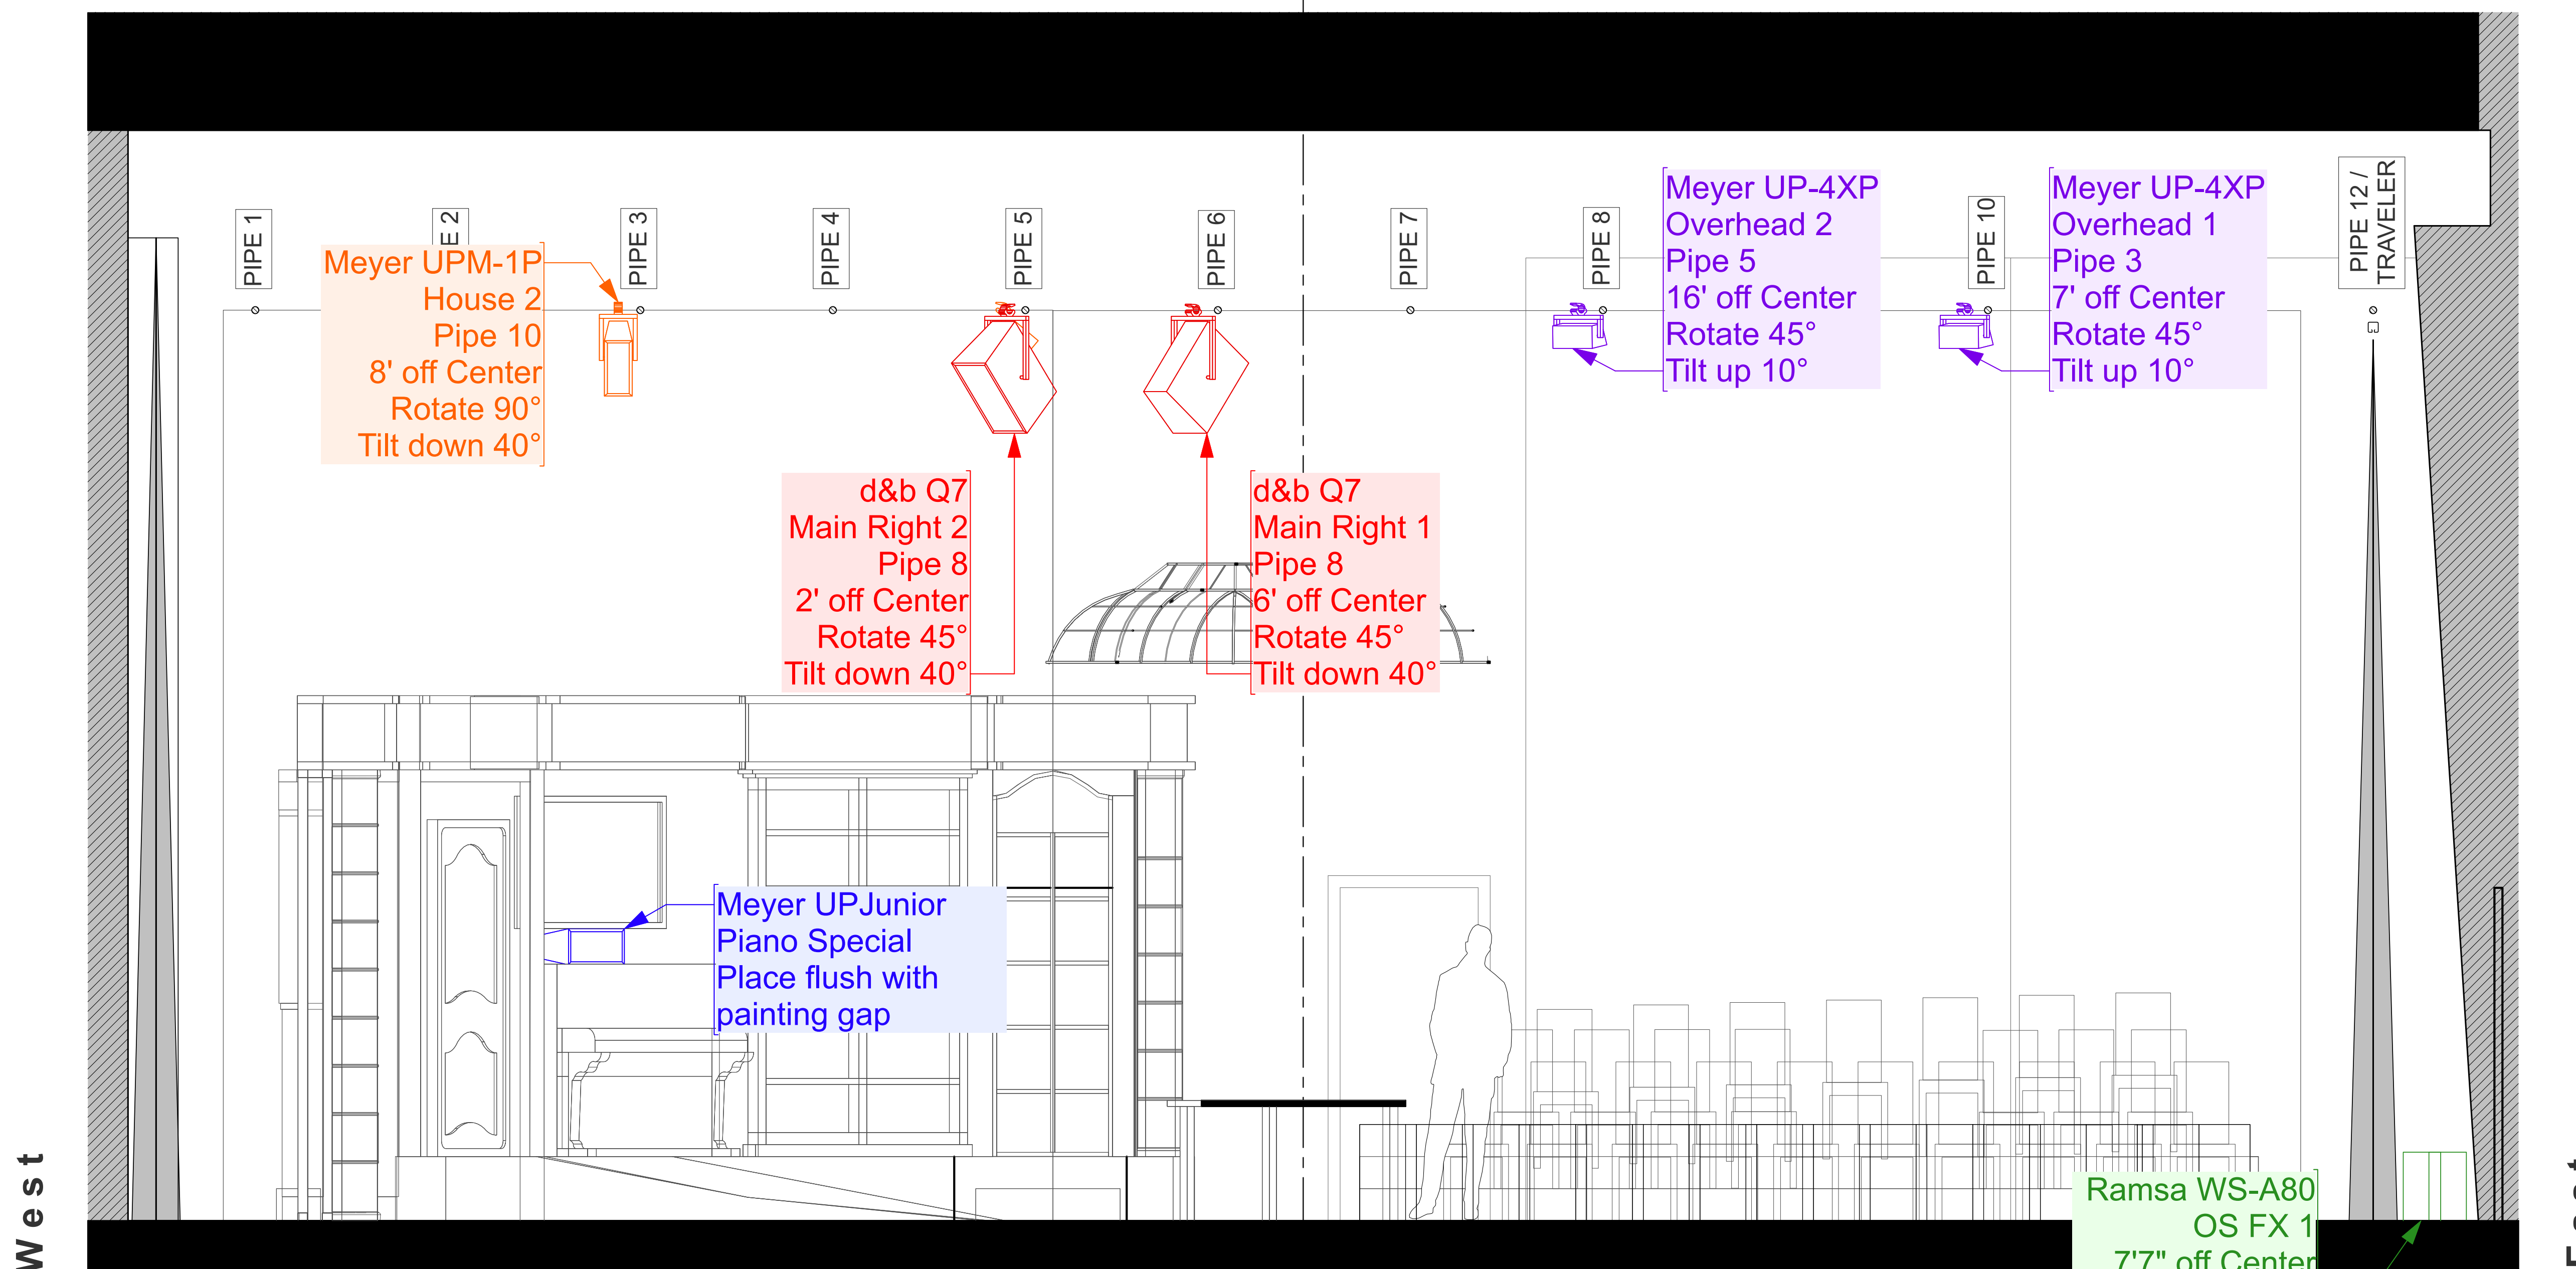 PIPE 1
E 2
PIPE 3
PIPE 4
PIPE 5
PIPE 6
PIPE 7
PIPE 8
PIPE 10
PIPE 12 /
TRAVELER
Meyer UPM-1P
House 2
Pipe 10
8' off Center
Rotate 90°
Tilt down 40°
Meyer UP-4XP
Overhead 2
Pipe 5
16' off Center
Rotate 45°
Tilt up 10°
Meyer UP-4XP
Overhead 1
Pipe 3
7' off Center
Rotate 45°
Tilt up 10°
d&b Q7
Main Right 2
Pipe 8
2' off Center
Rotate 45°
Tilt down 40°
d&b Q7
Main Right 1
Pipe 8
6' off Center
Rotate 45°
Tilt down 40°
Meyer UPJunior
Piano Special
Place flush with
painting gap
Ramsa WS-A80
OS FX 1
7'7" off Center
West